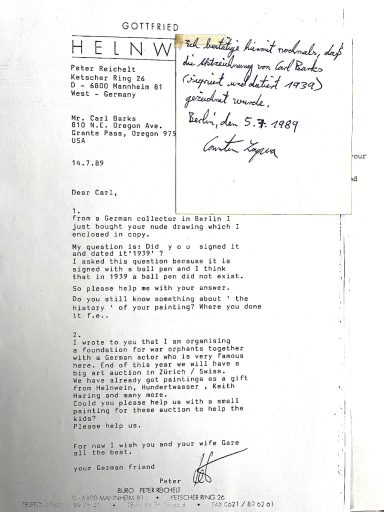 GOTTFRIED
HELNW
Peter Reichelt
Ketscher Ring 26
D - 6800 Mannheim 81
West - Germany
Mr. Carl Barks
810 N.E. Oregon Ave.
Grants Pass, Oregon 975
USA
14.7.89
Ich bestätige hiermit nochmals, daß
die Aktzeichnung von Carl Barks
(signiert und datiert 1939)
gezeichnet wurde.
Berlin, den 5.7.1989
Dear Carl,
1.
from a German collector in Berlin I
just bought your nude drawing which I
enclosed in copy.
My question is: Did y o u signed it
and dated it'1939' ?
I asked this question because it is
signed with a ball pen and I think
that in 1939 a ball pen did not exist.
So please help me with your answer.
Do you still know something about ' the
history ' of your painting? Where you done
it f.e..
2.
I wrote to you that I am organising
a foundation for war orphants together
with a German actor who is very famous
here. End of this year we will have a
big art auction in Zürich / Swiss.
We have already got paintings as a gift
from Helnwein, Hundertwasser , Keith
Haring and many more.
Could you please help us with a small
painting for these auction to help the
kids?
Please help us.
For now I wish you and your wife Gare
all the best.
your German friend
Peter
BÜRO PETER REICHELT
D - 6800 MANNHEIM 81 • KETSCHER RING 26
FAX 0621 / 89 62 61